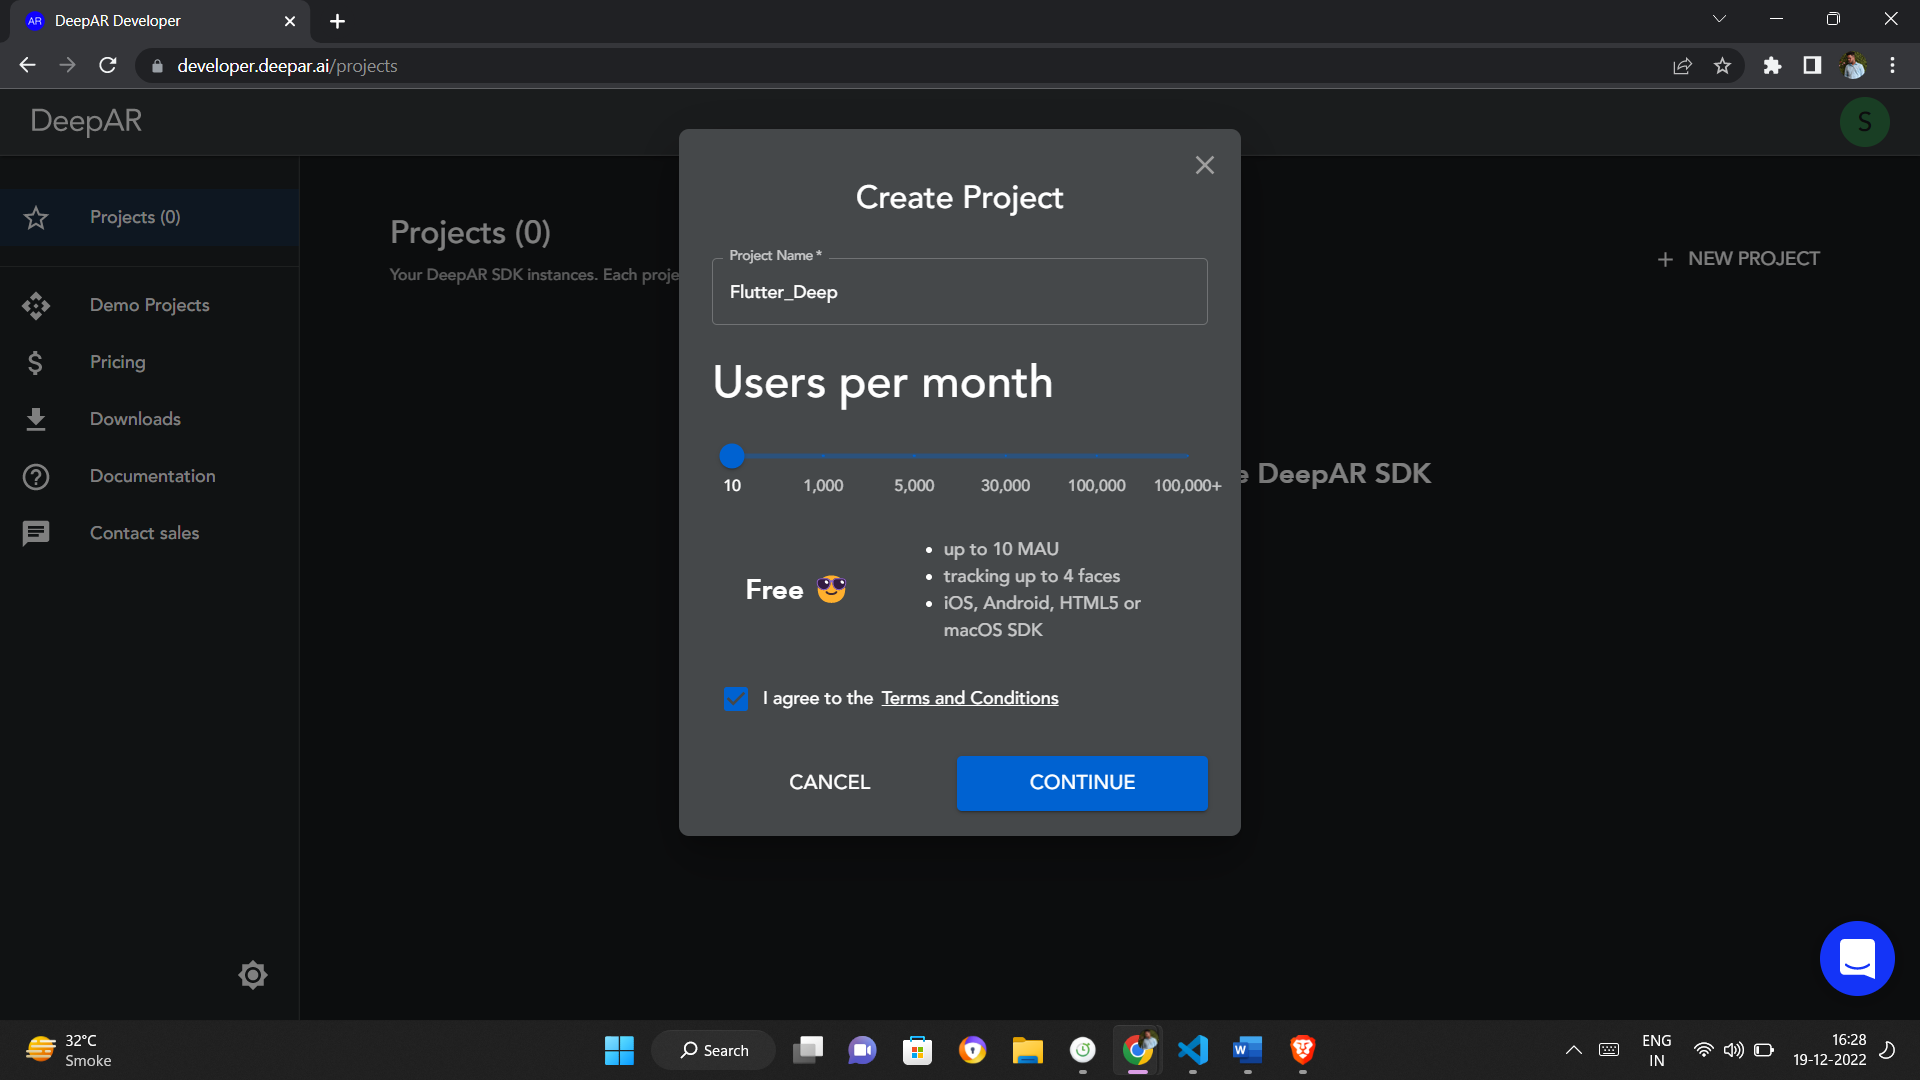 AR DeepAR Developer
developer.deepar.ai/projects
DeepAR
S
Projects (0)
Demo Projects
Pricing
Downloads
Documentation
Contact sales
Projects (0)
Your DeepAR SDK instances. Each proje
+ NEW PROJECT
e DeepAR SDK
Create Project
Project Name *
Flutter_Deep
Users per month
10 1,000 5,000 30,000 100,000 100,000+
Free 😎
• up to 10 MAU
• tracking up to 4 faces
• iOS, Android, HTML5 or
macOS SDK
I agree to the Terms and Conditions
CANCEL CONTINUE
32°C
Smoke
Search
W
ENG
IN
16:28
19-12-2022